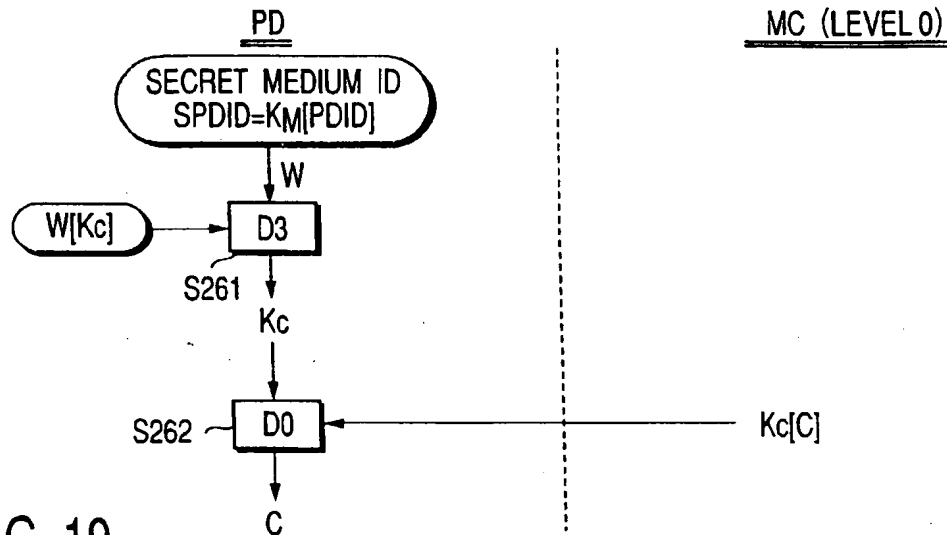 PD
MC (LEVEL 0)
SECRET MEDIUM ID
SPDID=KM[PDID]
W
W[Kc]
D3
S261
Kc
S262
D0
Kc[C]
C